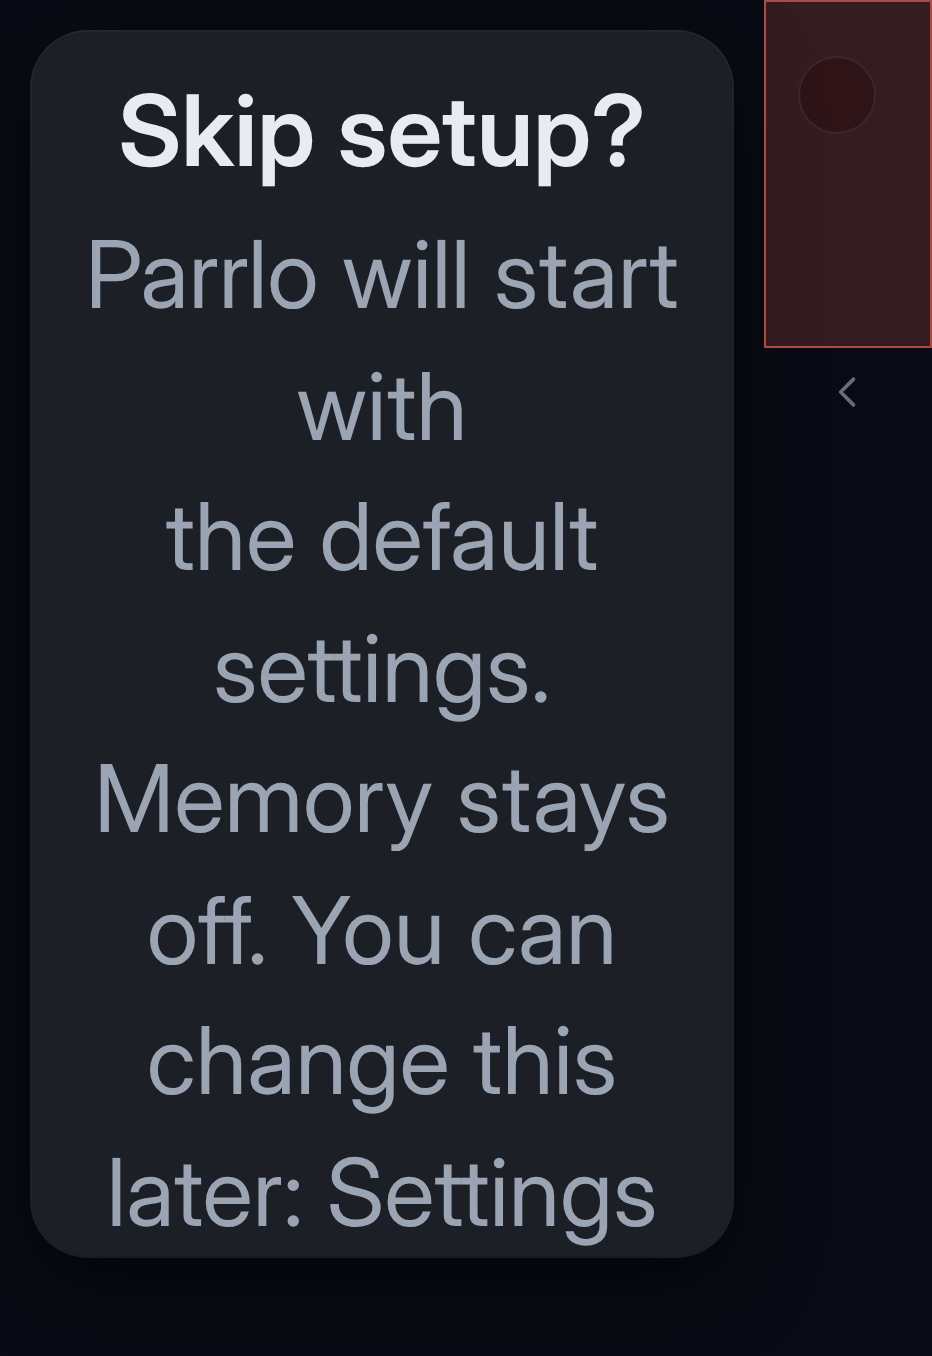 Skip setup?
Parrlo will start
with
the default
settings.
Memory stays
off. You can
change this
later: Settings